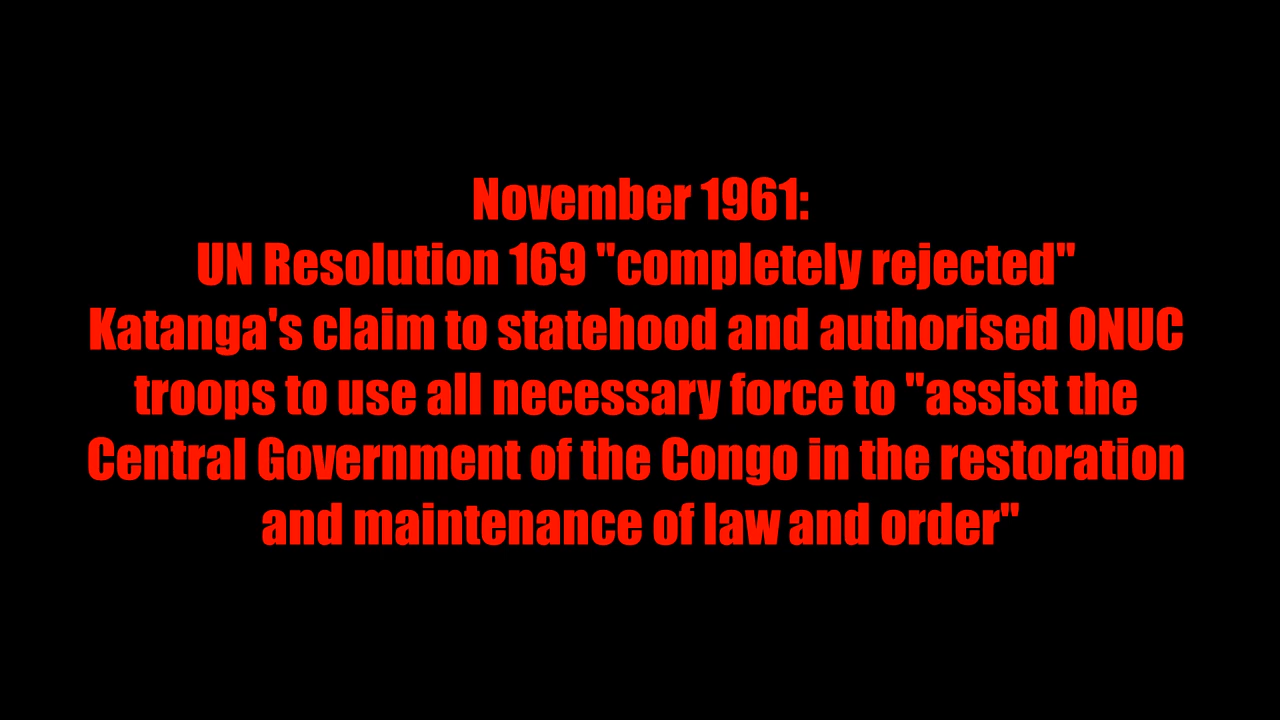 November 1961:
UN Resolution 169 "completely rejected"
Katanga's claim to statehood and authorised ONUC
troops to use all necessary force to "assist the
Central Government of the Congo in the restoration
and maintenance of law and order"